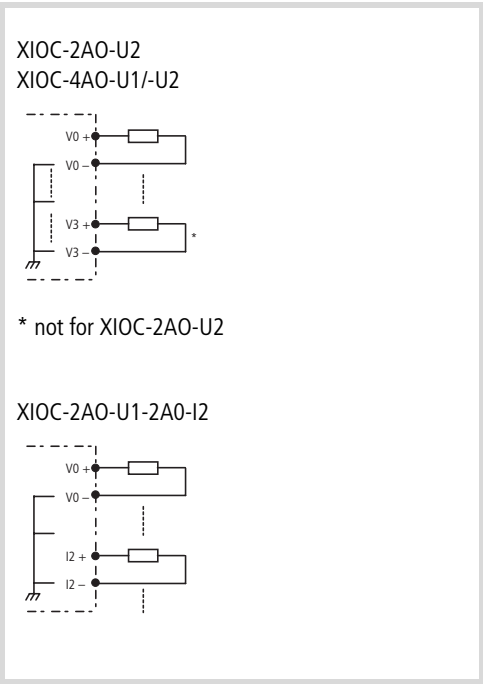 XIOC-2AO-U2
XIOC-4AO-U1/-U2
V0 +
V0 –
V3 +
*
V3 –
* not for XIOC-2AO-U2
XIOC-2AO-U1-2A0-I2
V0 +
V0 –
I2 +
I2 –